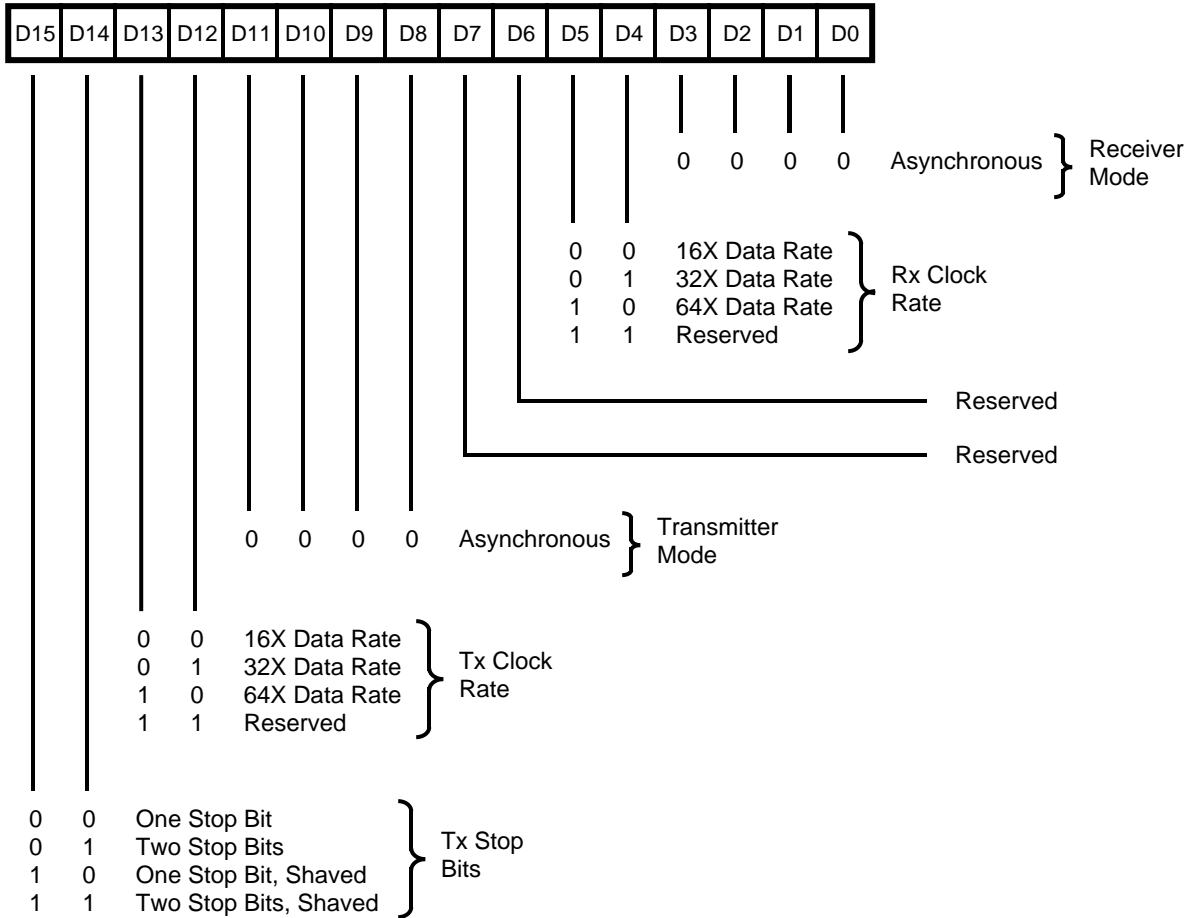 D15 D14 D13 D12 D11 D10 D9 D8 D7 D6 D5 D4 D3 D2 D1 D0
0 0 0 0 Asynchronous Receiver
Mode
0 0 16X Data Rate
0 1 32X Data Rate
1 0 64X Data Rate
1 1 Reserved
Rx Clock
Rate
Reserved
Reserved
0 0 0 0 Asynchronous Transmitter
Mode
0 0 16X Data Rate
0 1 32X Data Rate
1 0 64X Data Rate
1 1 Reserved
Tx Clock
Rate
0 0 One Stop Bit
0 1 Two Stop Bits
1 0 One Stop Bit, Shaved
1 1 Two Stop Bits, Shaved
Tx Stop
Bits